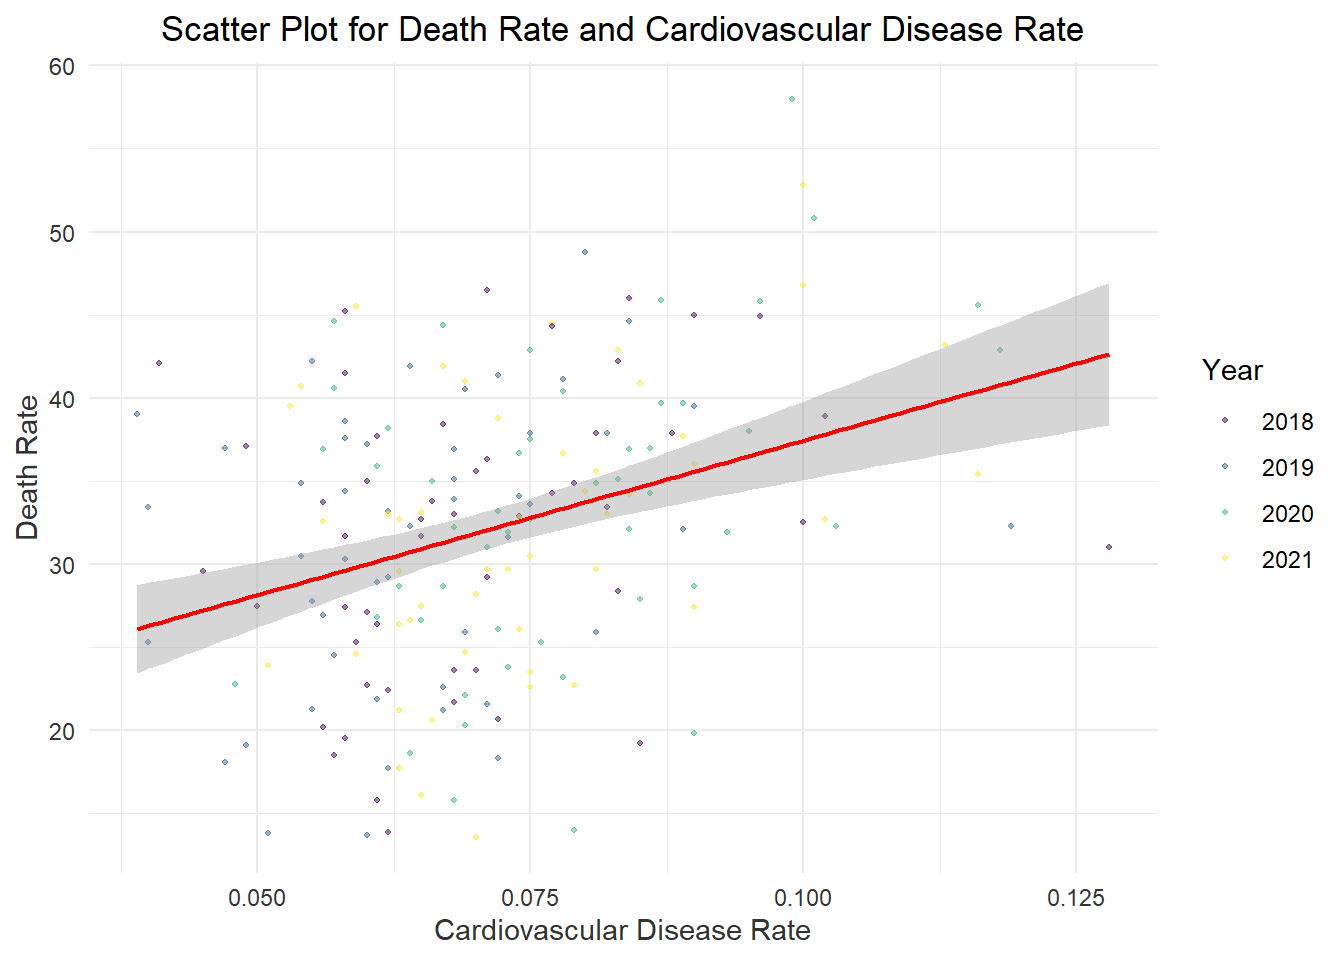 Scatter Plot for Death Rate and Cardiovascular Disease Rate
60
50
40
30
20
Death Rate
0.050 0.075 0.100 0.125
Cardiovascular Disease Rate
Year
2018
2019
2020
2021